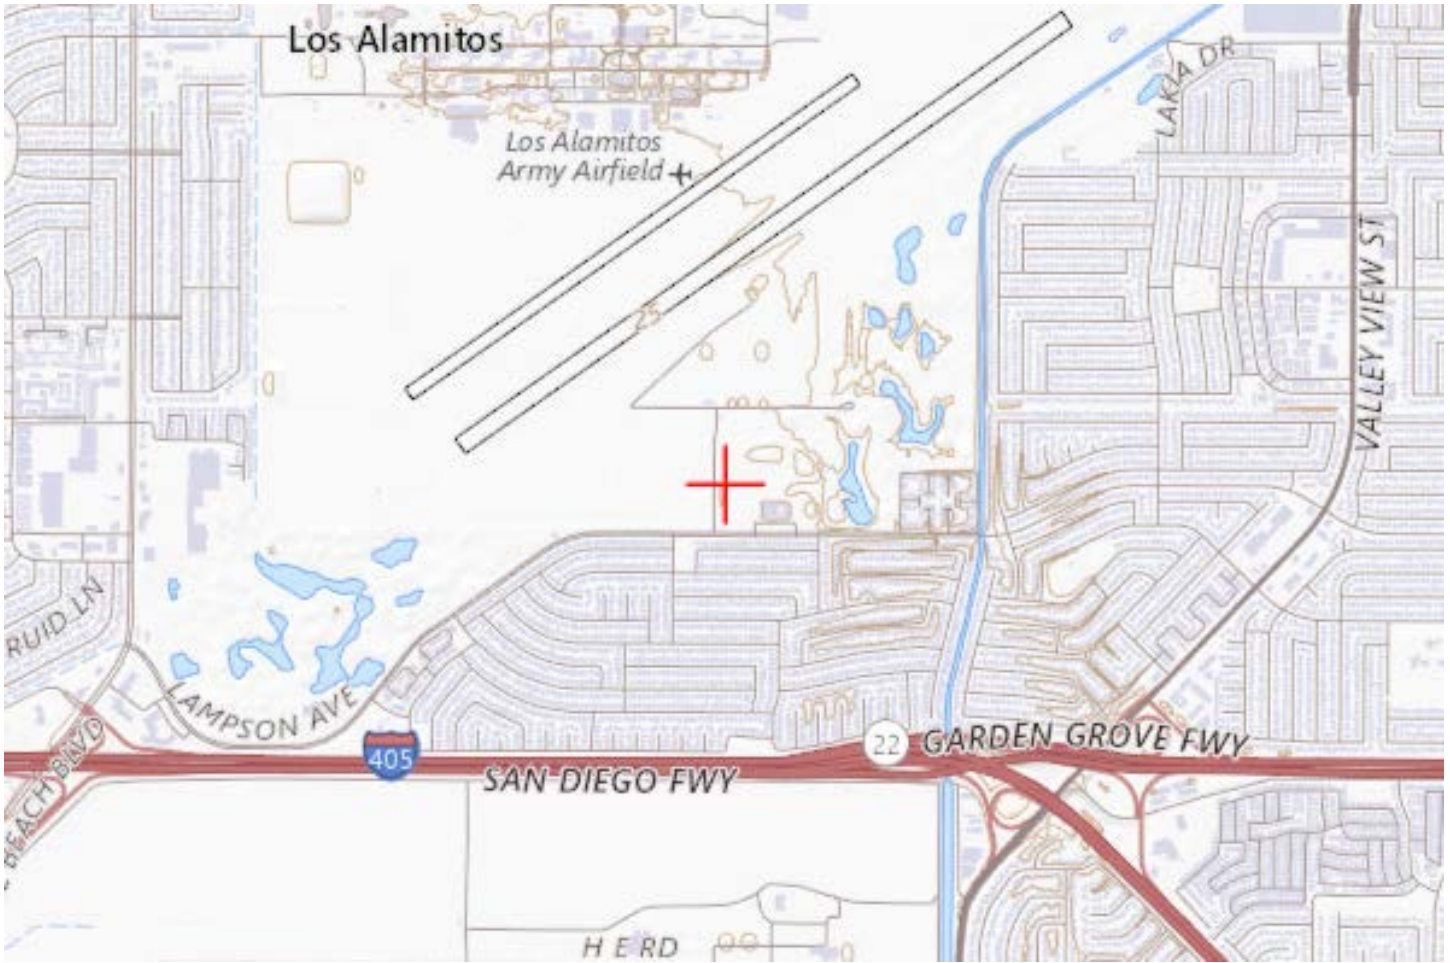 Los Alamitos
LAKIA DR
Los Alamitos
Army Airfield
VALLEY VIEW ST
RUID LN
LAMPSON AVE
BEACH BLVD
405
SAN DIEGO FWY
22
GARDEN GROVE FWY
H E RD